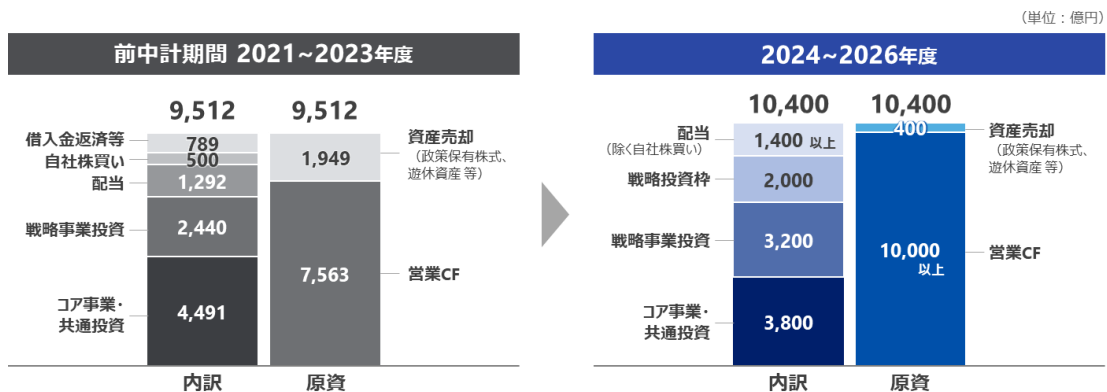 （単位：億円）
前中計期間 2021~2023年度
9,512
9,512
借入金返済等
789
自社株買い
500
配当
1,292
戦略事業投資
2,440
コア事業・
共通投資
4,491
1,949
資産売却
（政策保有株式、
遊休資産 等）
7,563
営業CF
内訳
原資
2024~2026年度
10,400
10,400
配当
（除く自社株買い）
1,400 以上
戦略投資枠
2,000
戦略事業投資
3,200
コア事業・
共通投資
3,800
400
資産売却
（政策保有株式、
遊休資産 等）
10,000
以上
営業CF
内訳
原資